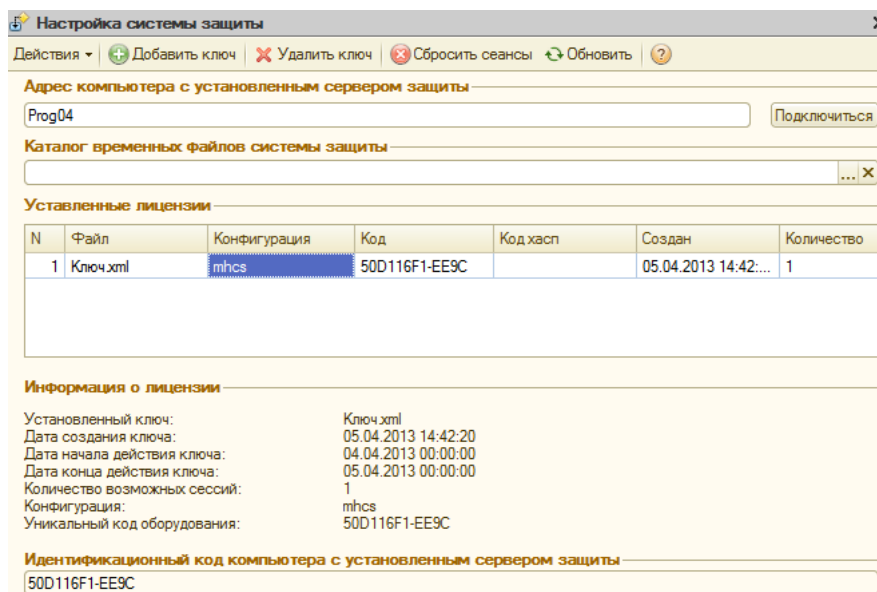 Настройка системы защиты
Действия Добавить ключ Удалить ключ Сбросить сеансы Обновить ?
Адрес компьютера с установленным сервером защиты
Prog04 Подключиться
Каталог временных файлов системы защиты
... x
Уставленные лицензии
N Файл Конфигурация Код Код хасп Создан Количество
1 Ключ.xml mhcs 50D116F1-EE9C 05.04.2013 14:42:... 1
Информация о лицензии
Установленный ключ: Ключ.xml
Дата создания ключа: 05.04.2013 14:42:20
Дата начала действия ключа: 04.04.2013 00:00:00
Дата конца действия ключа: 05.04.2013 00:00:00
Количество возможных сессий: 1
Конфигурация: mhcs
Уникальный код оборудования: 50D116F1-EE9C
Идентификационный код компьютера с установленным сервером защиты
50D116F1-EE9C